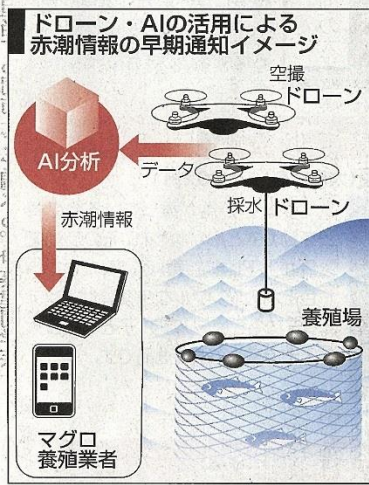 ドローン・AIの活用による
赤潮情報の早期通知イメージ
空撮
ドローン
AI分析
データ
採水 ドローン
赤潮情報
養殖場
マグロ
養殖業者